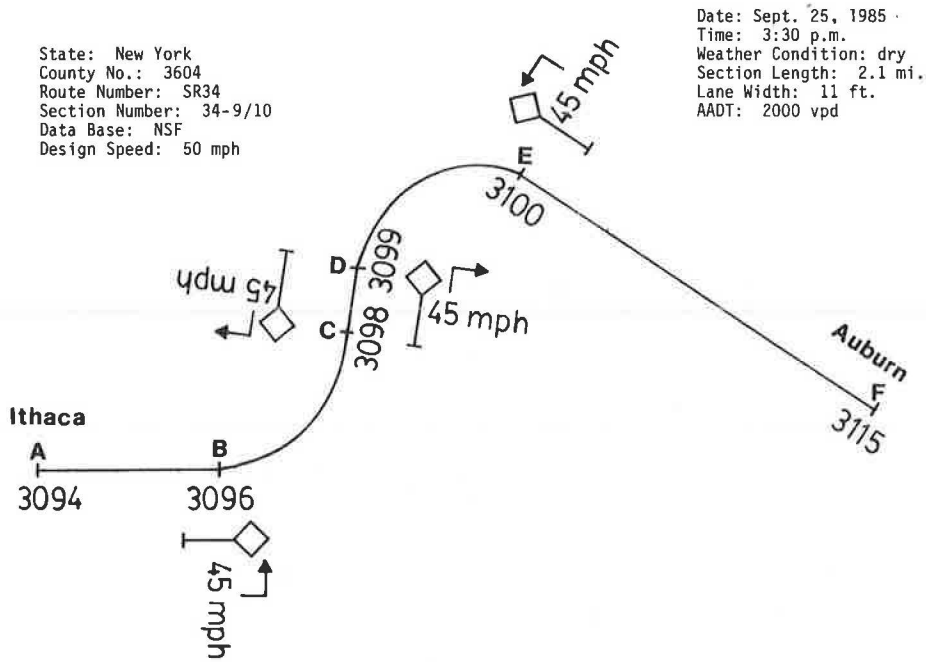 State: New York
County No.: 3604
Route Number: SR34
Section Number: 34-9/10
Data Base: NSF
Design Speed: 50 mph
Date: Sept. 25, 1985
Time: 3:30 p.m.
Weather Condition: dry
Section Length: 2.1 mi.
Lane Width: 11 ft.
AADT: 2000 vpd
45 mph
E
3100
D
3099
45 mph
45 mph
C
3098
Auburn
F
3115
Ithaca
A
B
3094
3096
45 mph